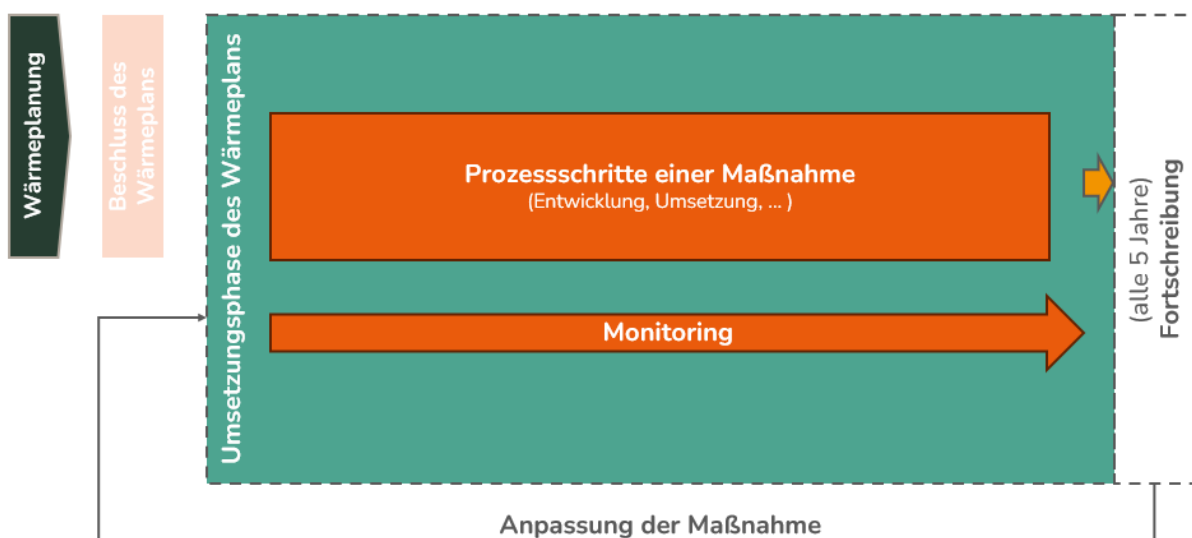 Wärmeplanung
Beschluss des
Wärmeplans
Umsetzungsphase des Wärmeplans
Prozessschritte einer Maßnahme
(Entwicklung, Umsetzung, ... )
Monitoring
(alle 5 Jahre)
Fortschreibung
Anpassung der Maßnahme